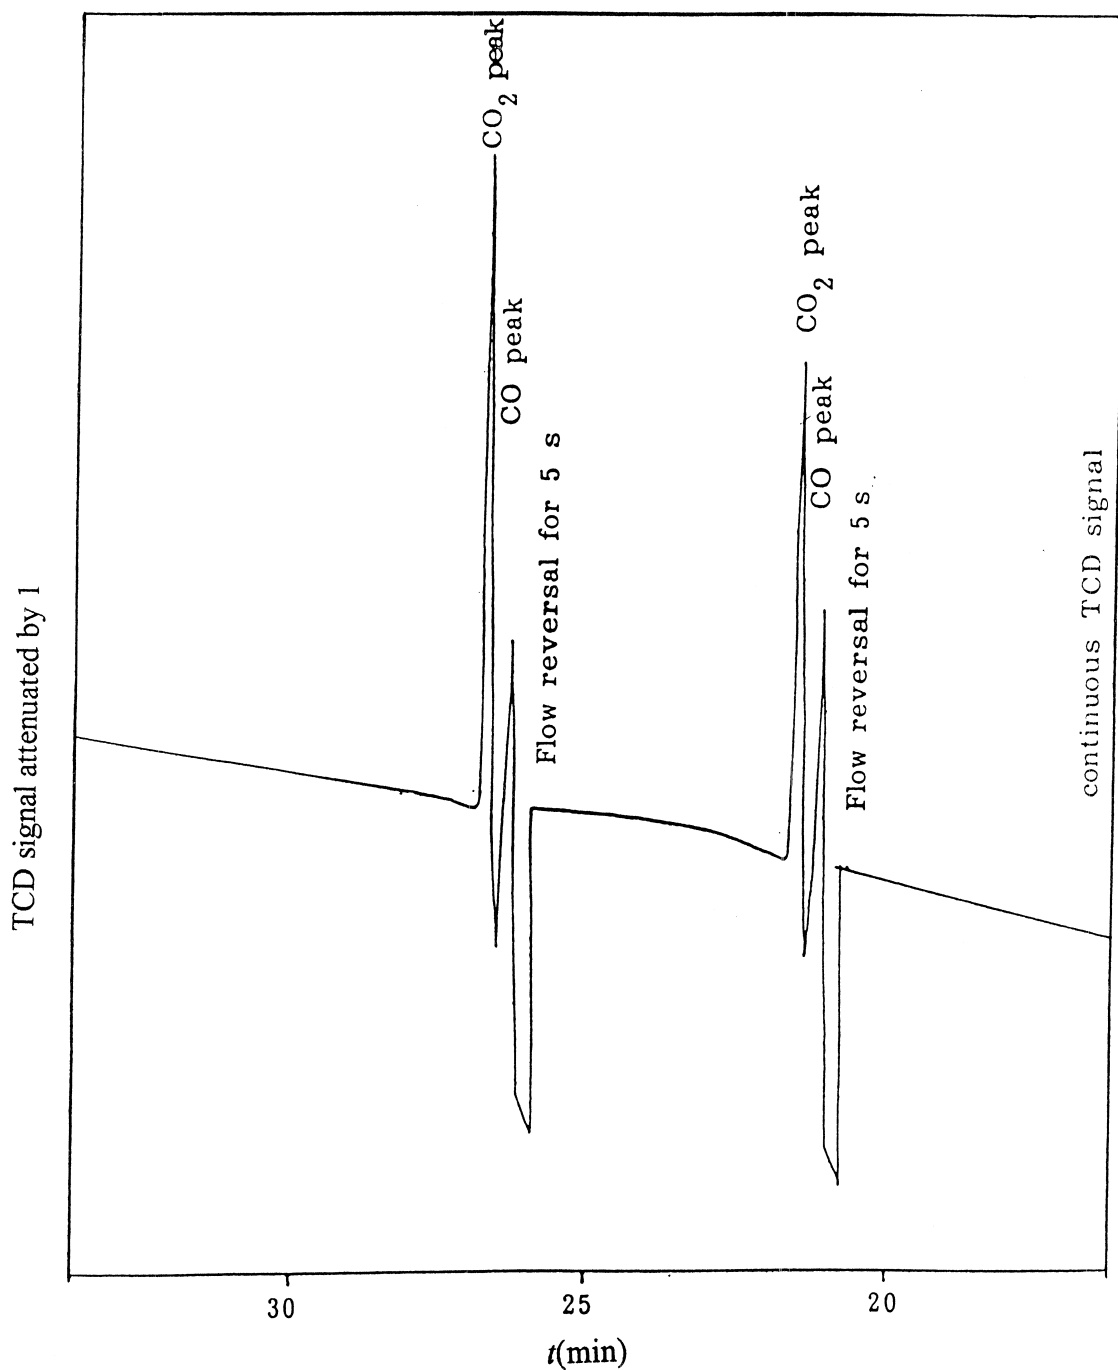 TCD signal attenuated by 1
CO2 peak
CO peak
Flow reversal for 5 s
CO2 peak
CO peak
Flow reversal for 5 s
continuous TCD signal
30
25
20
t(min)